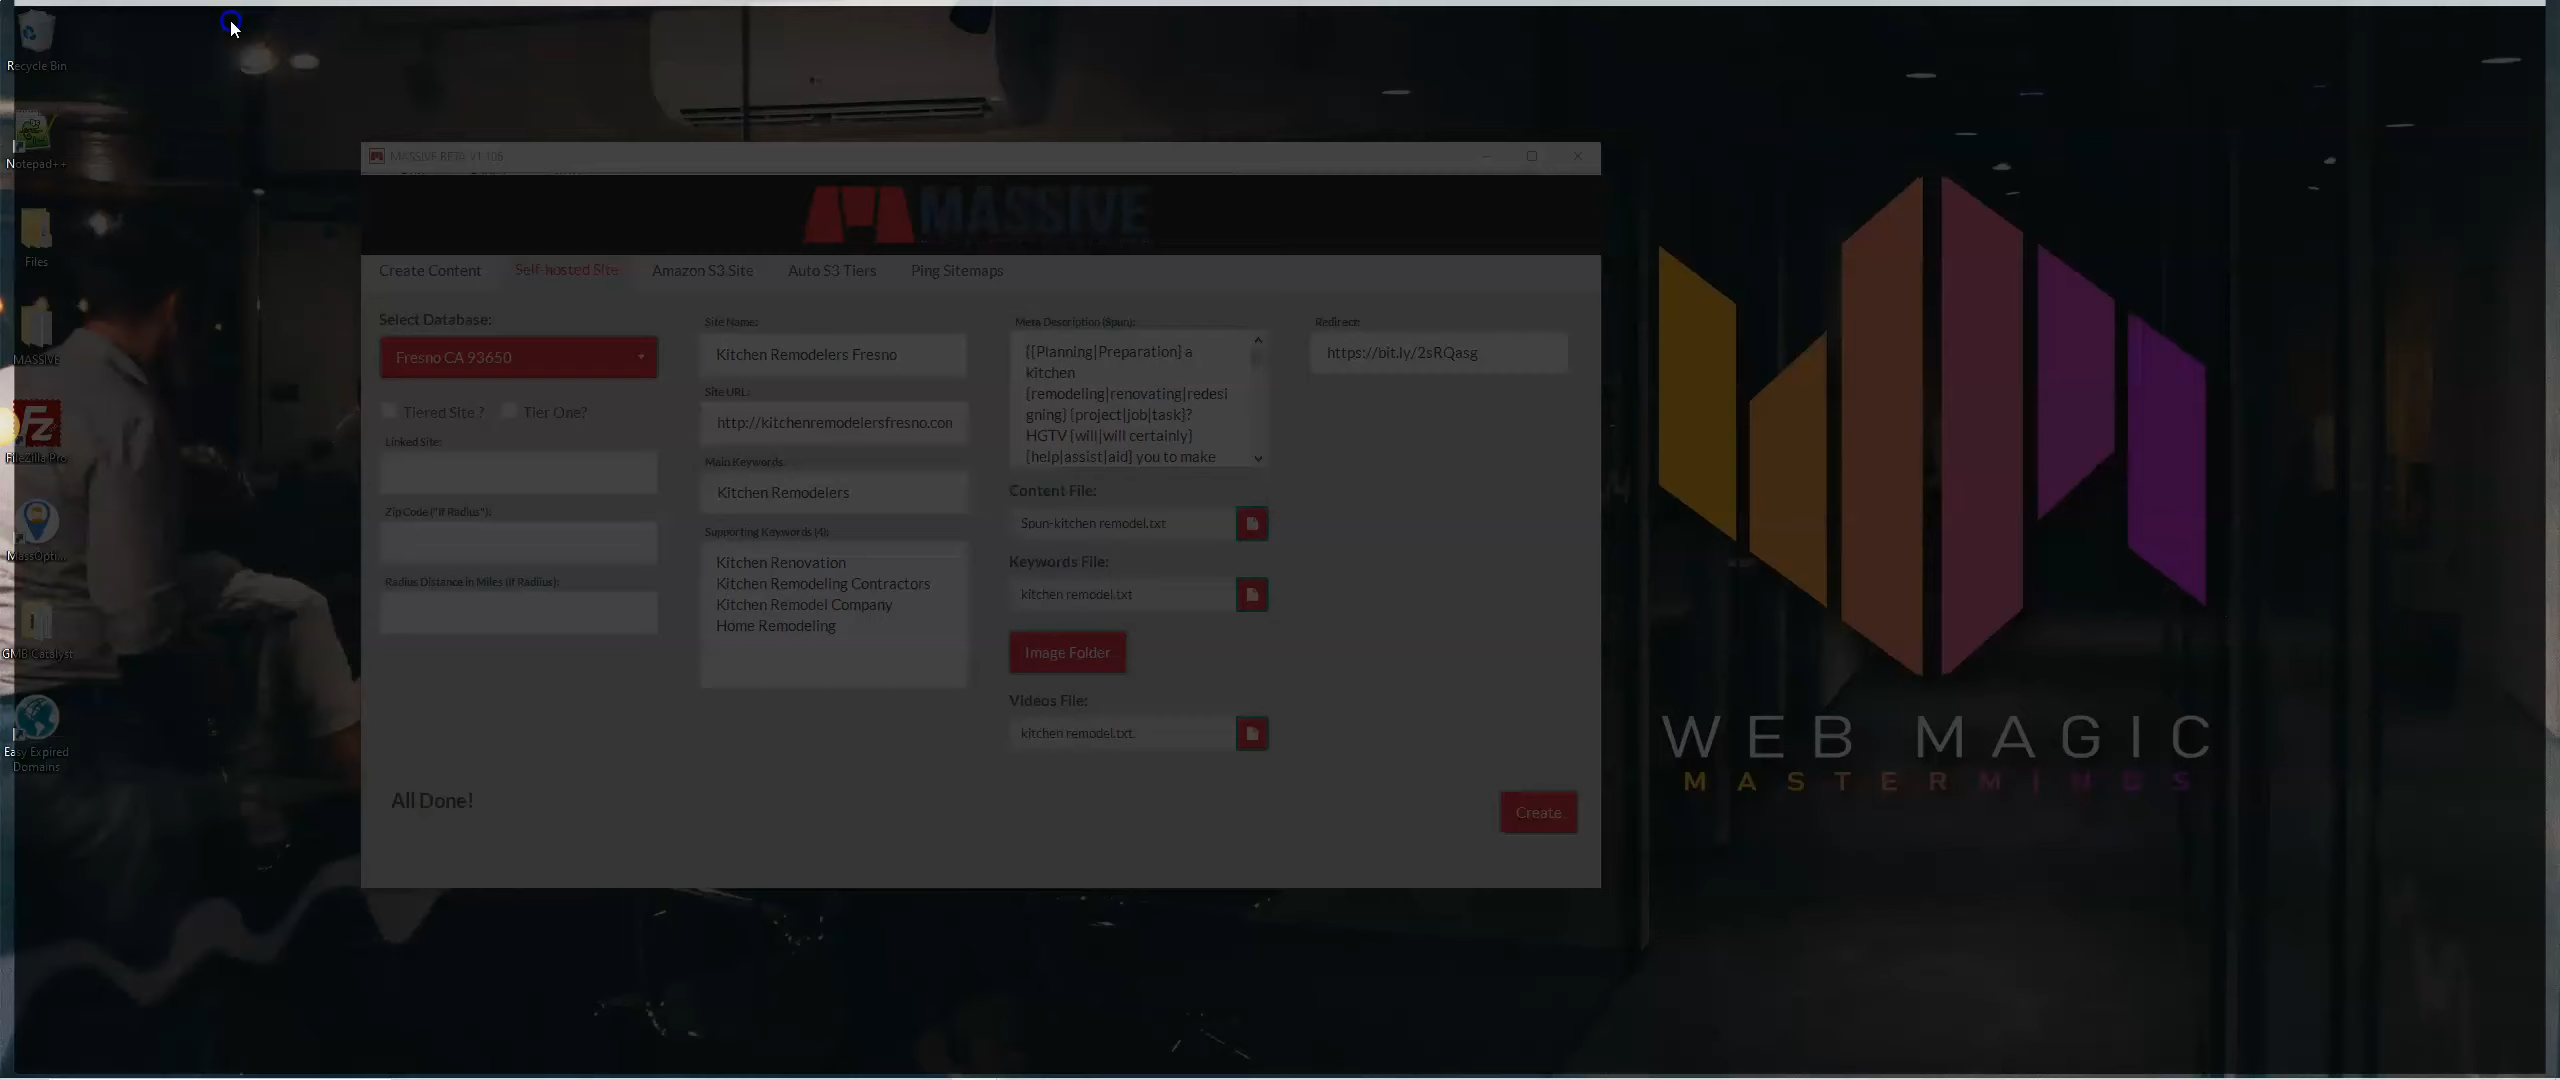 Recycle Bin
Notepad++
Files
MASSIVE
FileZilla Pro
MassOpti...
GMB Catalyst
Easy Expired
Domains
MASSIVE BETA V1.106
MASSIVE
Create Content
Self-hosted Site
Amazon S3 Site
Auto S3 Tiers
Ping Sitemaps
Select Database:
Fresno CA 93650
Tiered Site ?
Tier One?
Linked Site:
Zip Code ("If Radius"):
Radius Distance in Miles (If Radius):
Site Name:
Kitchen Remodelers Fresno
Site URL:
http://kitchenremodelersfresno.con
Main Keywords:
Kitchen Remodelers
Supporting Keywords (4):
Kitchen Renovation
Kitchen Remodeling Contractors
Kitchen Remodel Company
Home Remodeling
Meta Description (Spun):
{[Planning|Preparation} a
kitchen
{remodeling|renovating|redesi
gning} {project|job|task}?
HGTV {will|will certainly}
{help|assist|aid} you to make
Content File:
Spun-kitchen remodel.txt
Keywords File:
kitchen remodel.txt
Image Folder
Videos File:
kitchen remodel.txt
Redirect:
https://bit.ly/2sRQasg
All Done!
Create
WEB MAGIC
MASTERMINDS